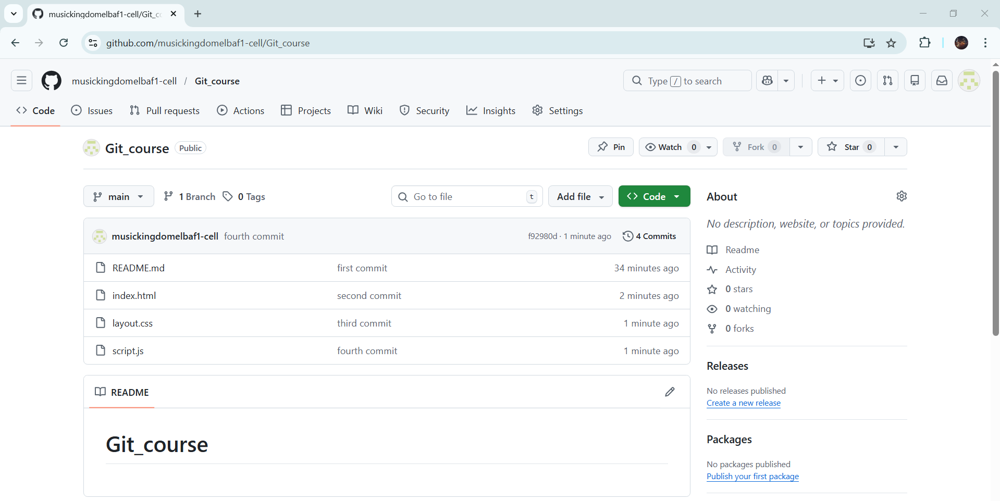 musickingdomelbaf1-cell/Git_c
github.com/musickingdomelbaf1-cell/Git_course
musickingdomelbaf1-cell / Git_course
Type / to search
Code Issues Pull requests Actions Projects Wiki Security Insights Settings
Git_course Public
Pin Watch 0 Fork 0 Star 0
main 1 Branch 0 Tags Go to file t Add file Code
musickingdomelbaf1-cell fourth commit f92980d · 1 minute ago 4 Commits
README.md first commit 34 minutes ago
index.html second commit 2 minutes ago
layout.css third commit 1 minute ago
script.js fourth commit 1 minute ago
README
Git_course
About
No description, website, or topics provided.
Readme
Activity
0 stars
0 watching
0 forks
Releases
No releases published
Create a new release
Packages
No packages published
Publish your first package